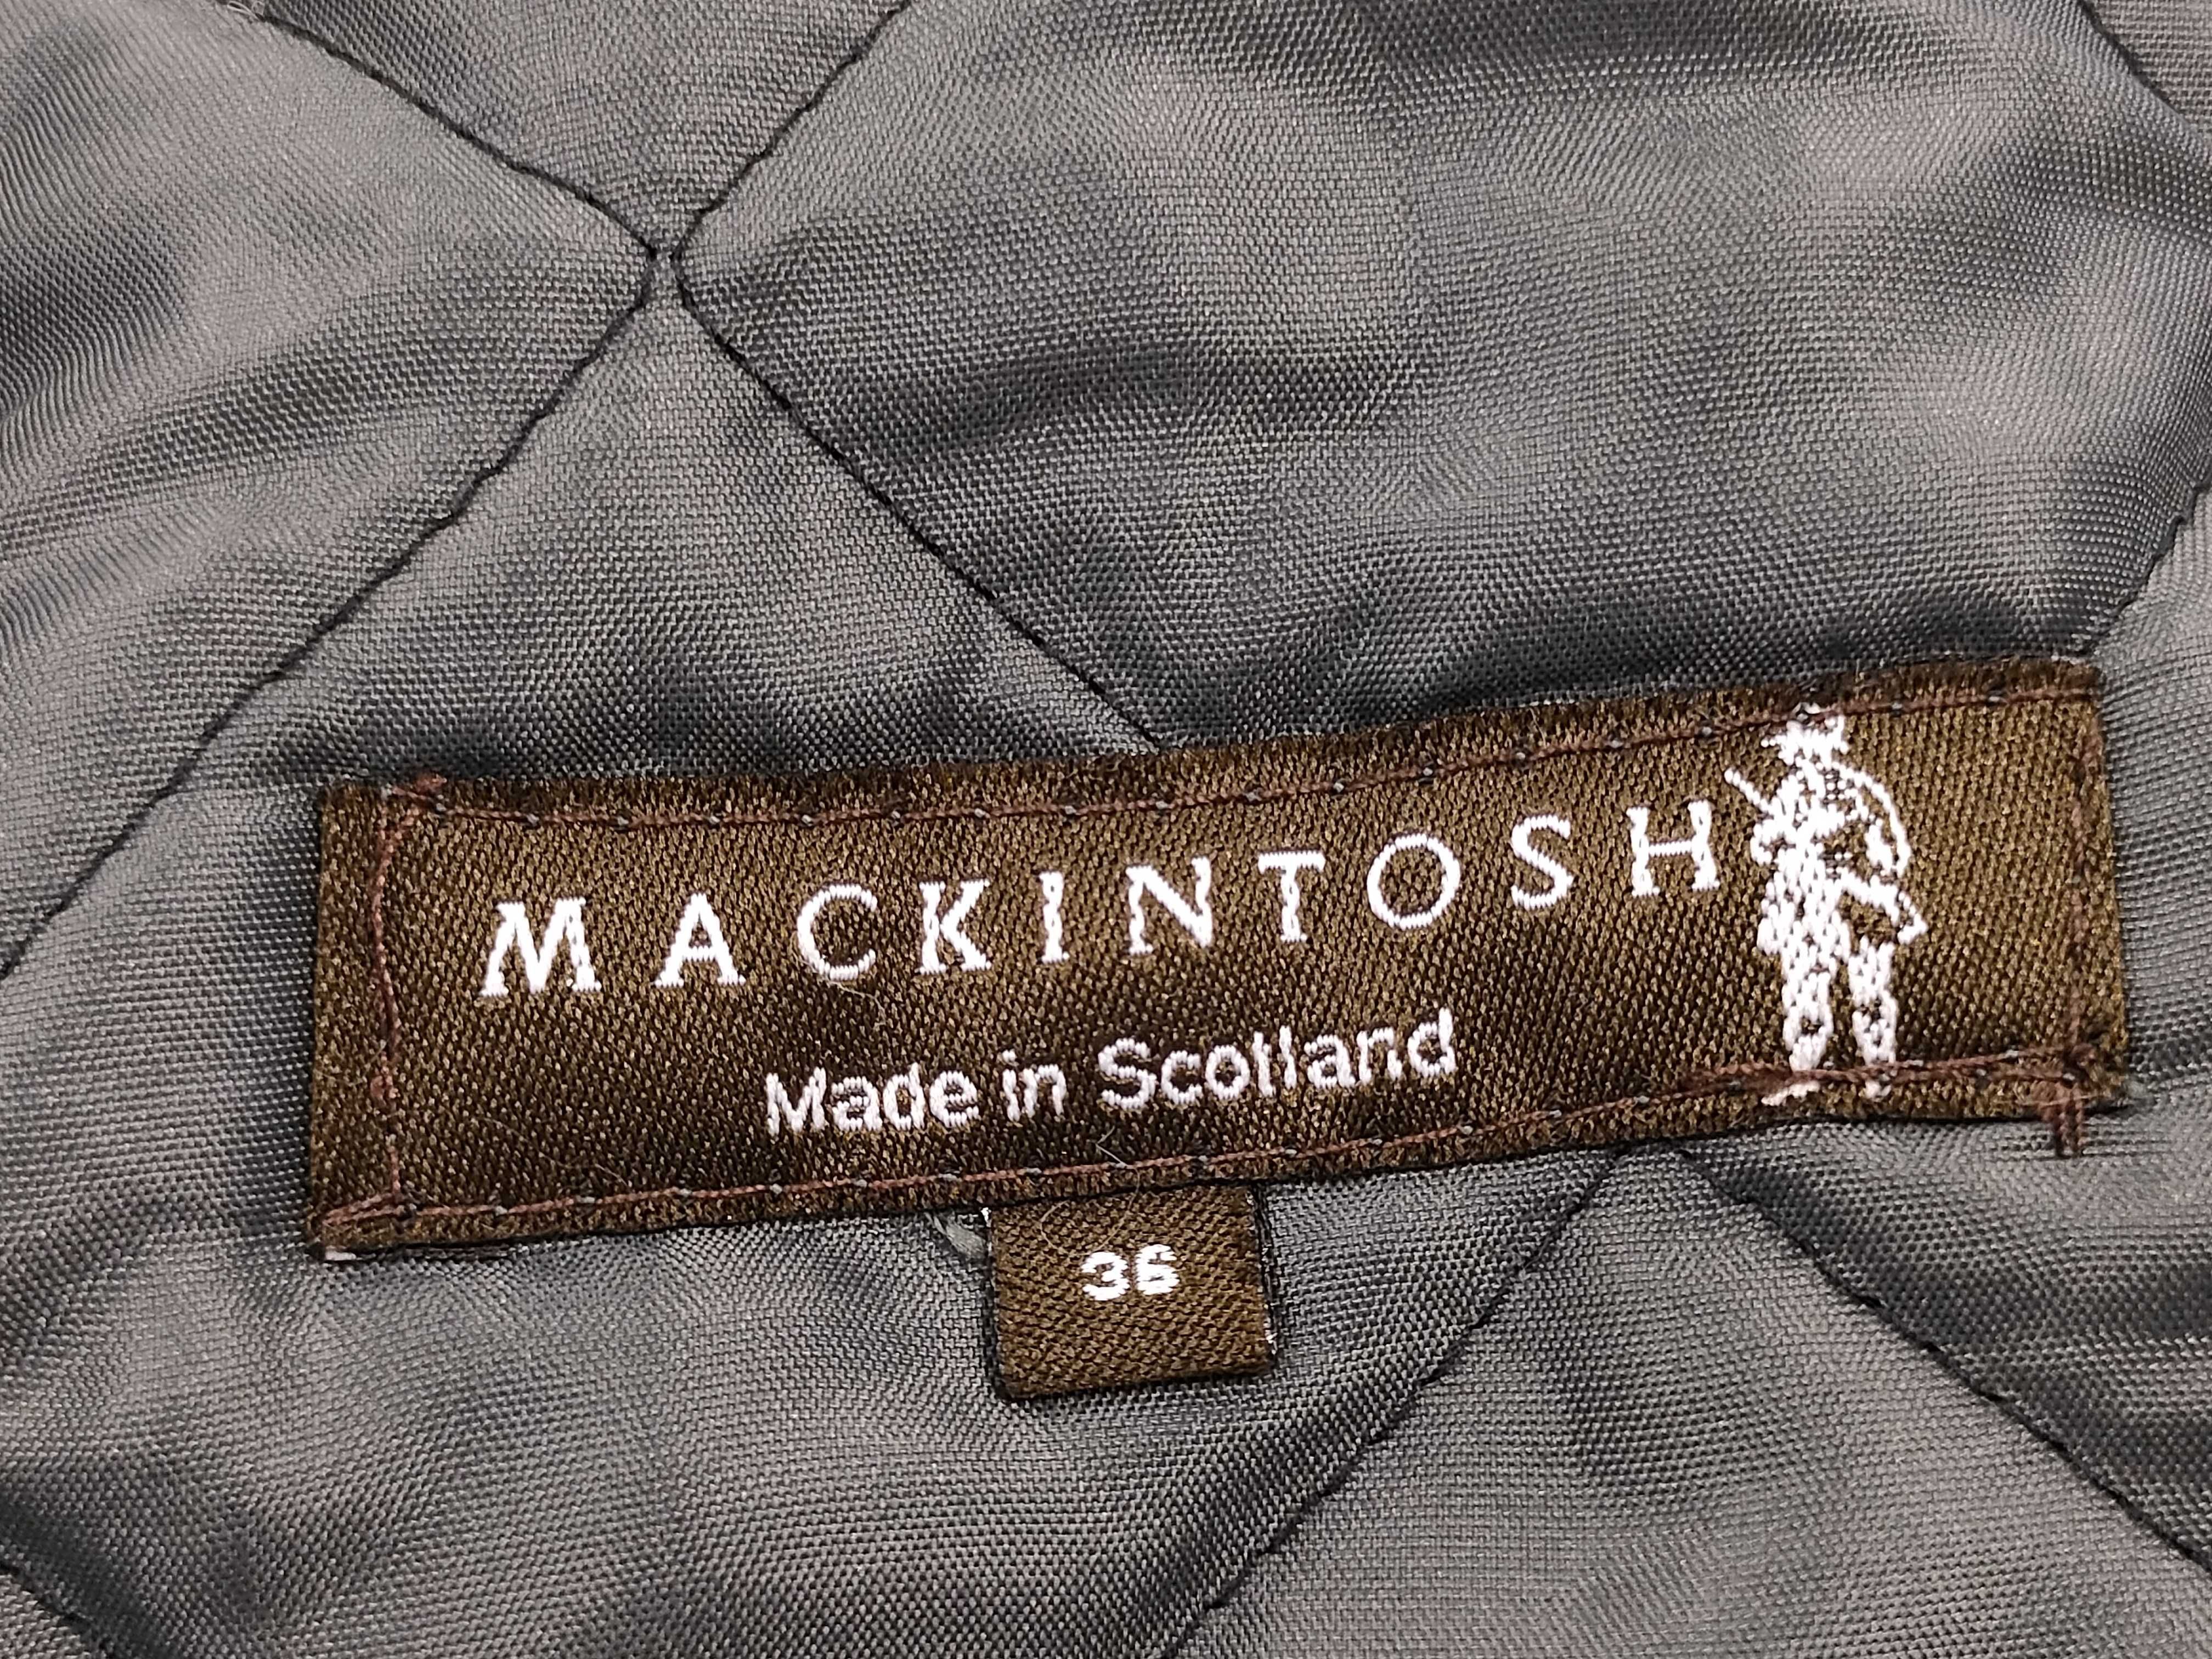 MACKINTOSH
Made in Scotland
36